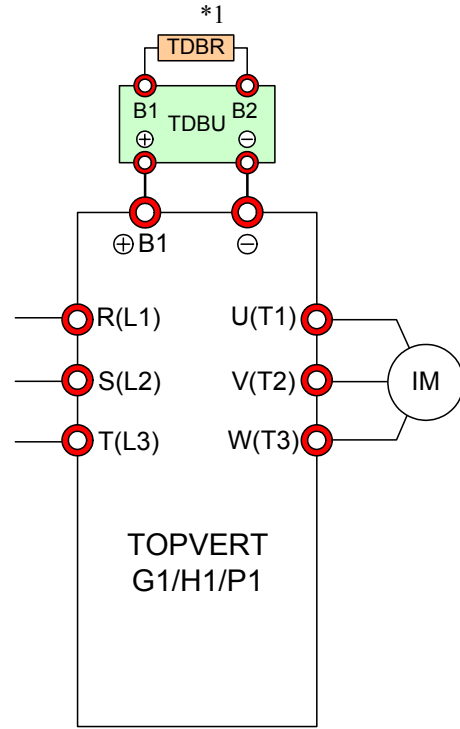 *1
TDBR
B1 B2
TDBU
⊕ ⊖
⊕ B1 ⊖
R(L1) U(T1)
S(L2) V(T2)
IM
T(L3) W(T3)
TOPVERT
G1/H1/P1